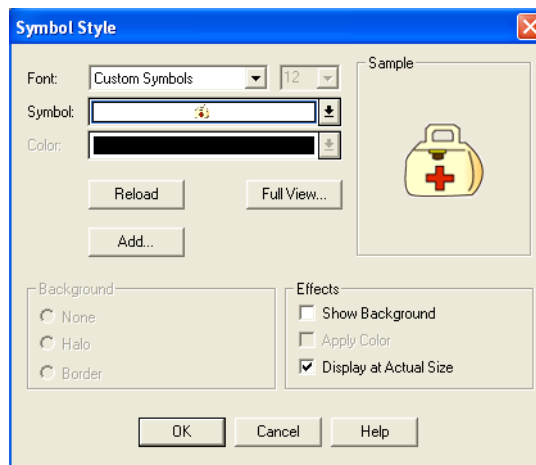 Symbol Style
Font: Custom Symbols 12
Sample
Symbol:
Color:
Reload Full View...
Add...
Background
None
Halo
Border
Effects
Show Background
Apply Color
Display at Actual Size
OK Cancel Help